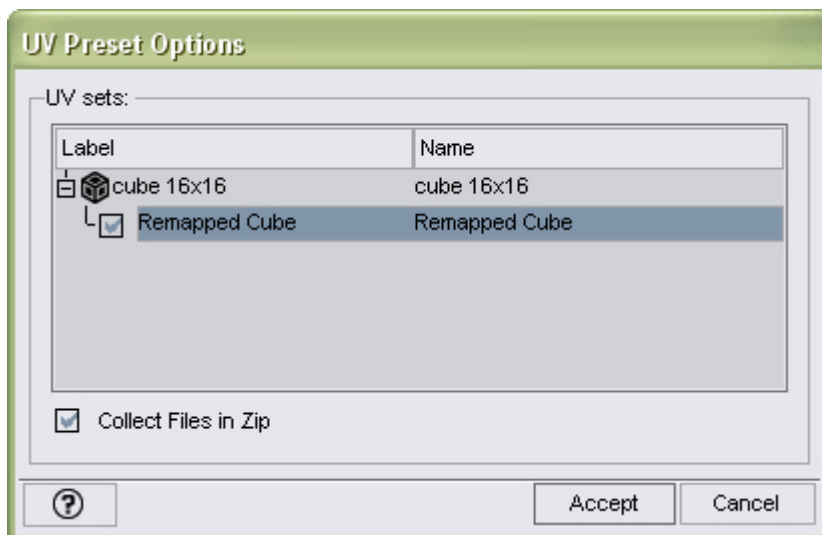 UV Preset Options
UV sets:
Label Name
cube 16x16 cube 16x16
Remapped Cube Remapped Cube
Collect Files in Zip
? Accept Cancel